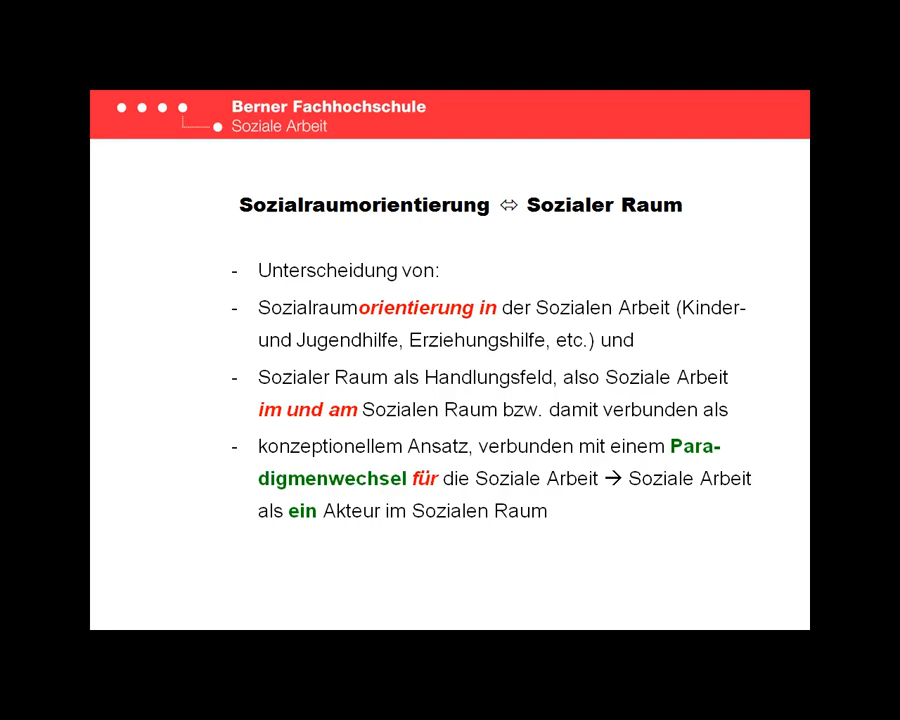 Berner Fachhochschule
Soziale Arbeit
Sozialraumorientierung ⇔ Sozialer Raum
- Unterscheidung von:
- Sozialraumorientierung in der Sozialen Arbeit (Kinder-
und Jugendhilfe, Erziehungshilfe, etc.) und
- Sozialer Raum als Handlungsfeld, also Soziale Arbeit
im und am Sozialen Raum bzw. damit verbunden als
- konzeptionellem Ansatz, verbunden mit einem Para-
digmenwechsel für die Soziale Arbeit → Soziale Arbeit
als ein Akteur im Sozialen Raum